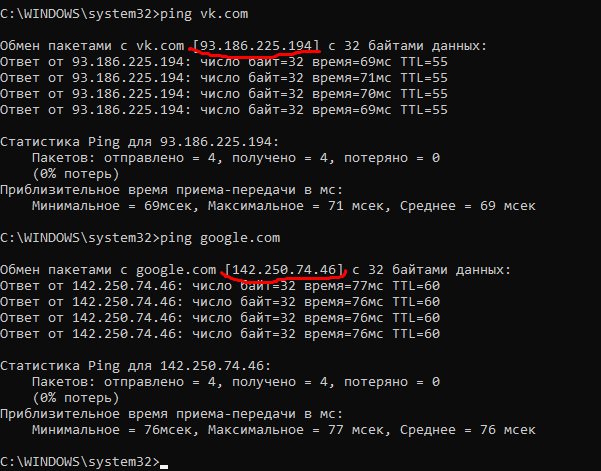 C:\WINDOWS\system32>ping vk.com
Обмен пакетами с vk.com [93.186.225.194] с 32 байтами данных:
Ответ от 93.186.225.194: число байт=32 время=69мс TTL=55
Ответ от 93.186.225.194: число байт=32 время=71мс TTL=55
Ответ от 93.186.225.194: число байт=32 время=70мс TTL=55
Ответ от 93.186.225.194: число байт=32 время=69мс TTL=55
Статистика Ping для 93.186.225.194:
Пакетов: отправлено = 4, получено = 4, потеряно = 0
(0% потерь)
Приблизительное время приема-передачи в мс:
Минимальное = 69мсек, Максимальное = 71 мсек, Среднее = 69 мсек
C:\WINDOWS\system32>ping google.com
Обмен пакетами с google.com [142.250.74.46] с 32 байтами данных:
Ответ от 142.250.74.46: число байт=32 время=77мс TTL=60
Ответ от 142.250.74.46: число байт=32 время=76мс TTL=60
Ответ от 142.250.74.46: число байт=32 время=76мс TTL=60
Ответ от 142.250.74.46: число байт=32 время=76мс TTL=60
Статистика Ping для 142.250.74.46:
Пакетов: отправлено = 4, получено = 4, потеряно = 0
(0% потерь)
Приблизительное время приема-передачи в мс:
Минимальное = 76мсек, Максимальное = 77 мсек, Среднее = 76 мсек
C:\WINDOWS\system32>